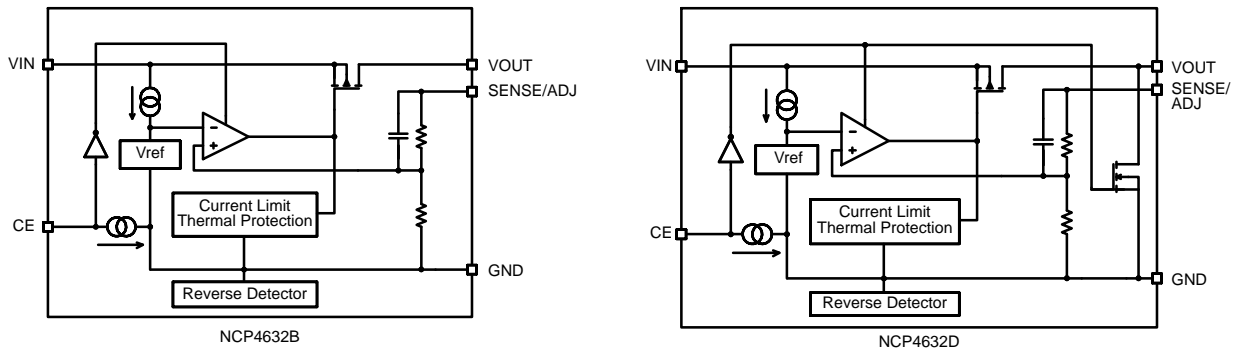 VIN
VOUT
SENSE/ADJ
−
+
Vref
CE
Current Limit
Thermal Protection
GND
Reverse Detector
NCP4632B
VIN
VOUT
SENSE/
ADJ
−
+
Vref
CE
Current Limit
Thermal Protection
GND
Reverse Detector
NCP4632D